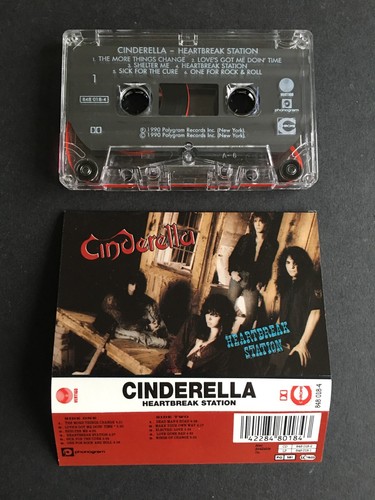 CINDERELLA – HEARTBREAK STATION
1. THE MORE THINGS CHANGE 2. LOVE'S GOT ME DOIN' TIME
3. SHELTER ME 4. HEARTBREAK STATION
5. SICK FOR THE CURE 6. ONE FOR ROCK & ROLL
1
848 018-4
phonogram
℗ 1990 Polygram Records Inc. (New York).
© 1990 Polygram Records Inc. (New York).
A-6
Cinderella
HEARTBREAK
STATION
CINDERELLA
HEARTBREAK STATION
848 018-4
SIDE ONE
SIDE TWO
phonogram
42284 80184